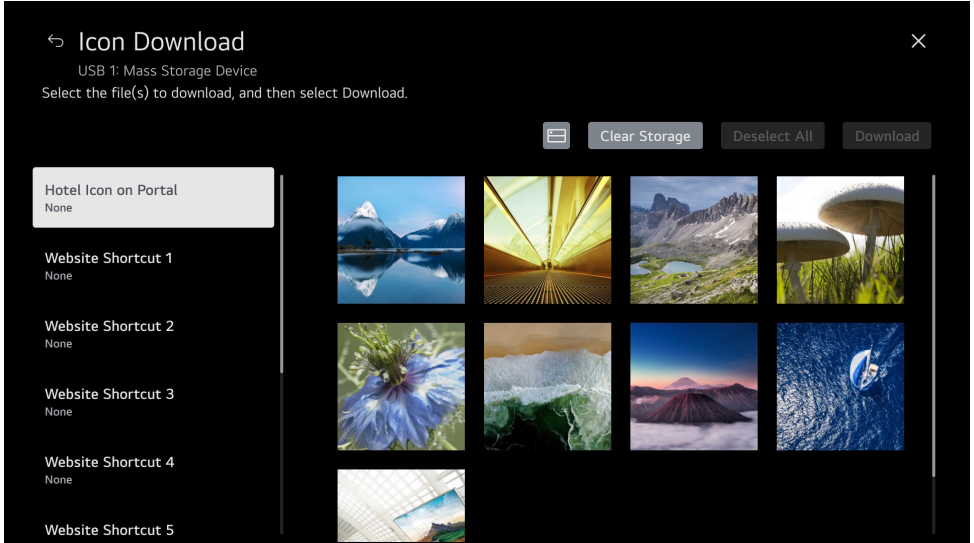 Icon Download
USB 1: Mass Storage Device
Select the file(s) to download, and then select Download.
Clear Storage
Deselect All
Download
Hotel Icon on Portal
None
Website Shortcut 1
None
Website Shortcut 2
None
Website Shortcut 3
None
Website Shortcut 4
None
Website Shortcut 5